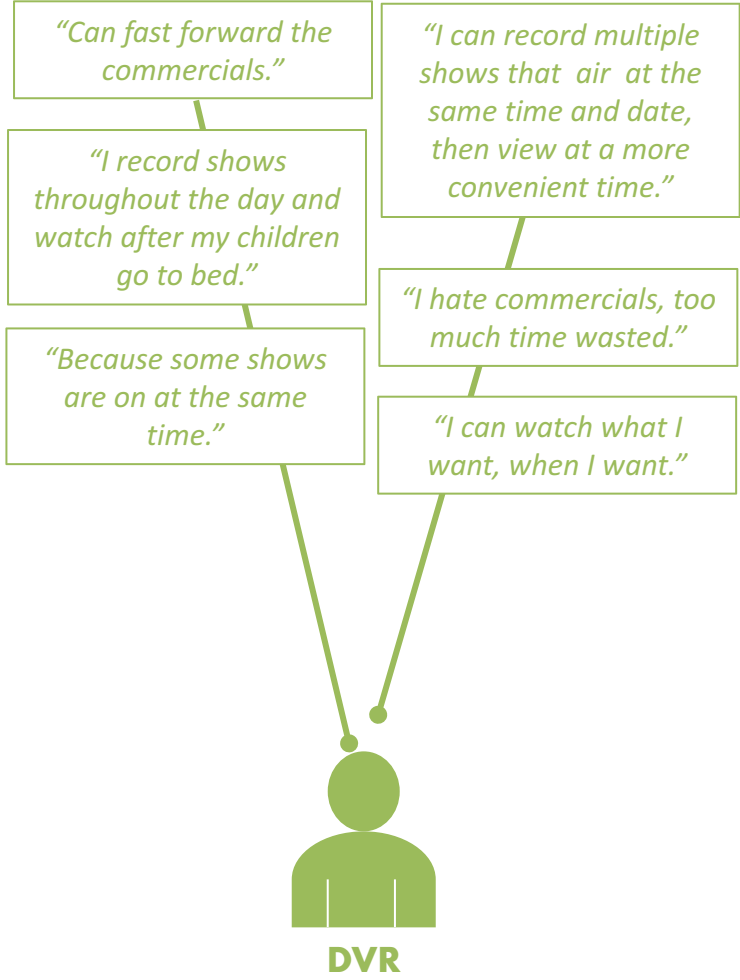 “Can fast forward the
commercials.”
“I record shows
throughout the day and
watch after my children
go to bed.”
“Because some shows
are on at the same
time.”
“I can record multiple
shows that  air  at the
same time and date,
then view at a more
convenient time.”
“I hate commercials, too
much time wasted.”
“I can watch what I
want, when I want.”
DVR